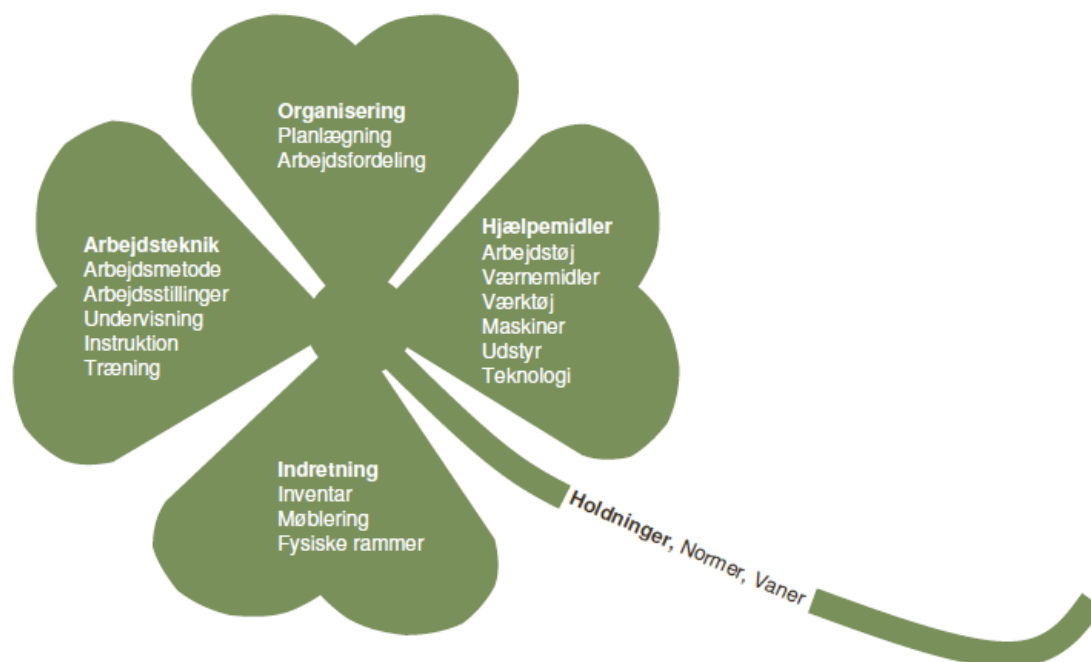 Organisering
Planlægning
Arbejdsfordeling
Arbejdsteknik
Arbejdsmetode
Arbejdsstillinger
Undervisning
Instruktion
Træning
Hjælpemidler
Arbejdstøj
Værnemidler
Værktøj
Maskiner
Udstyr
Teknologi
Indretning
Inventar
Møblering
Fysiske rammer
Holdninger, Normer, Vaner